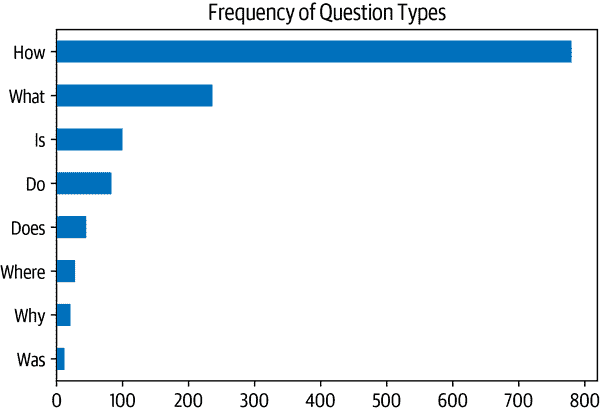 Frequency of Question Types
How
What
Is
Do
Does
Where
Why
Was
0 100 200 300 400 500 600 700 800